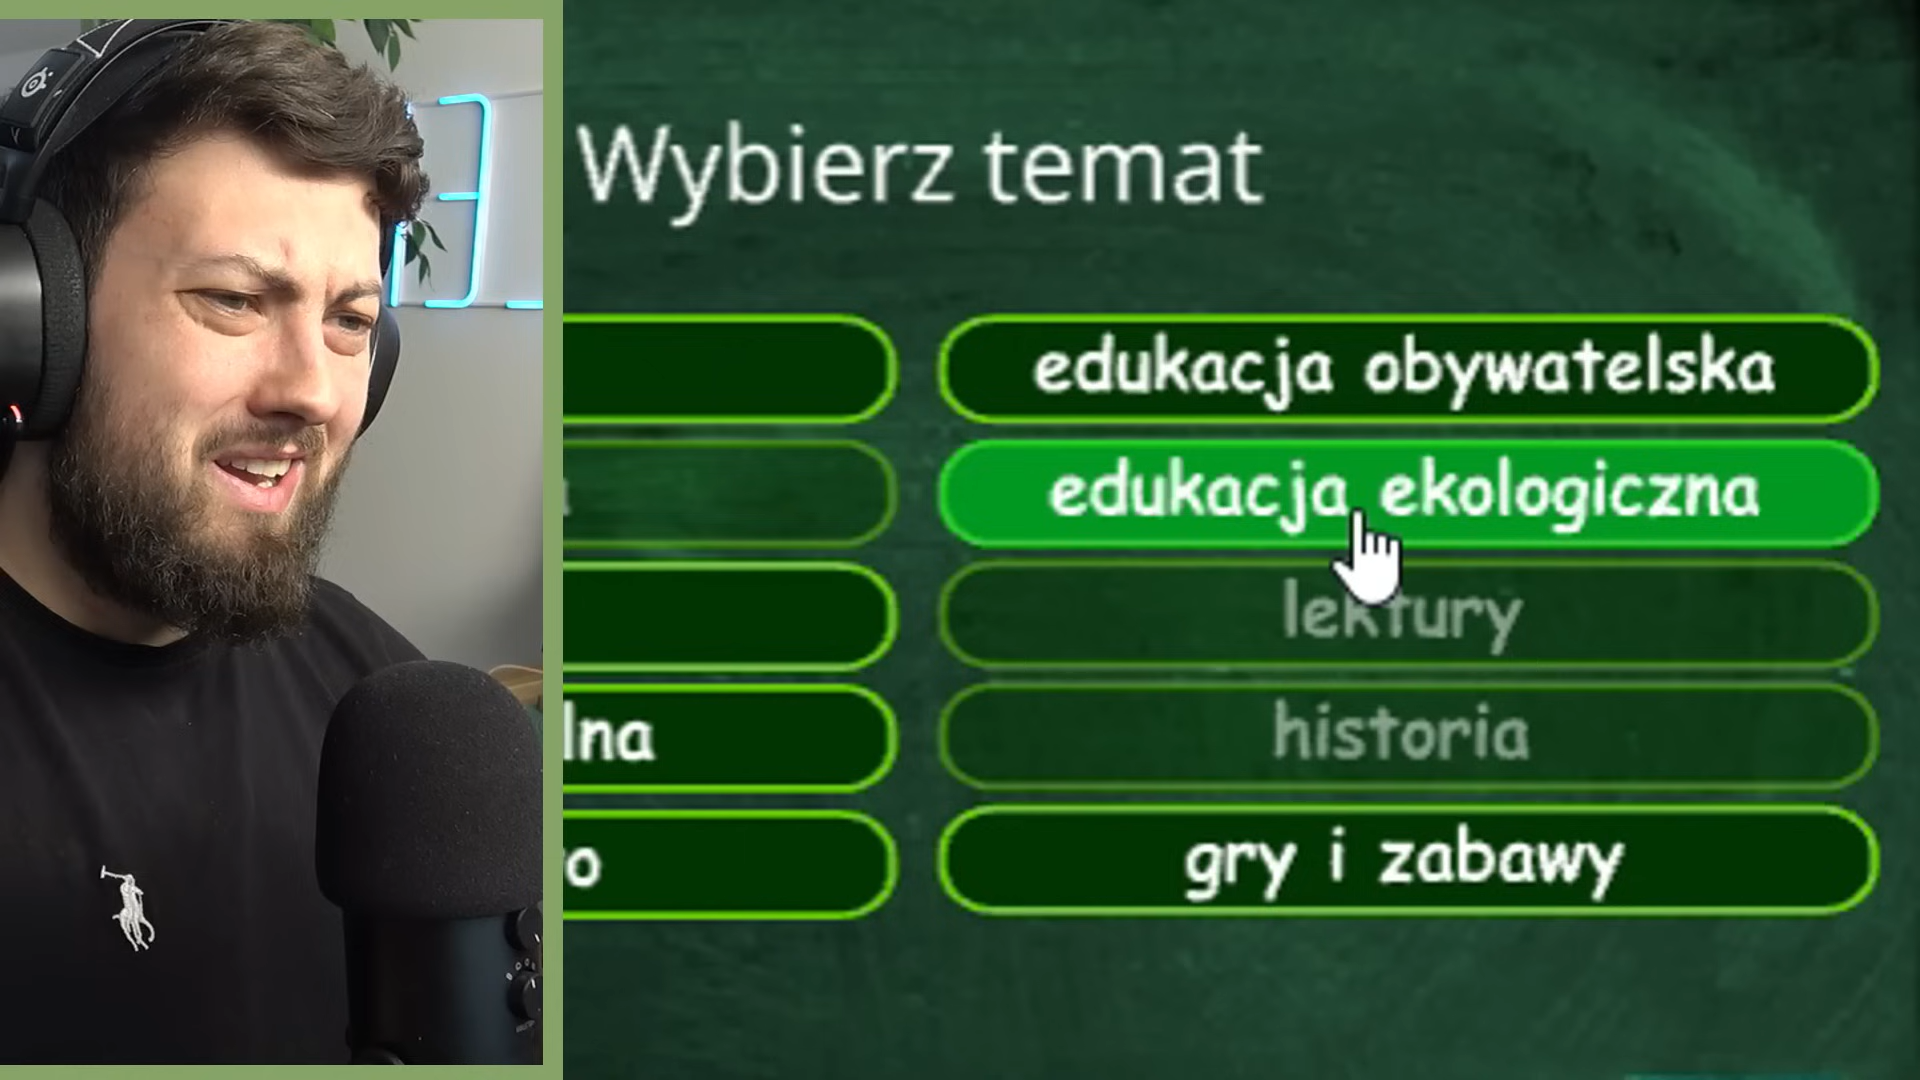 Wybierz temat
edukacja obywatelska
edukacja ekologiczna
lektury
lna
historia
gry i zabawy